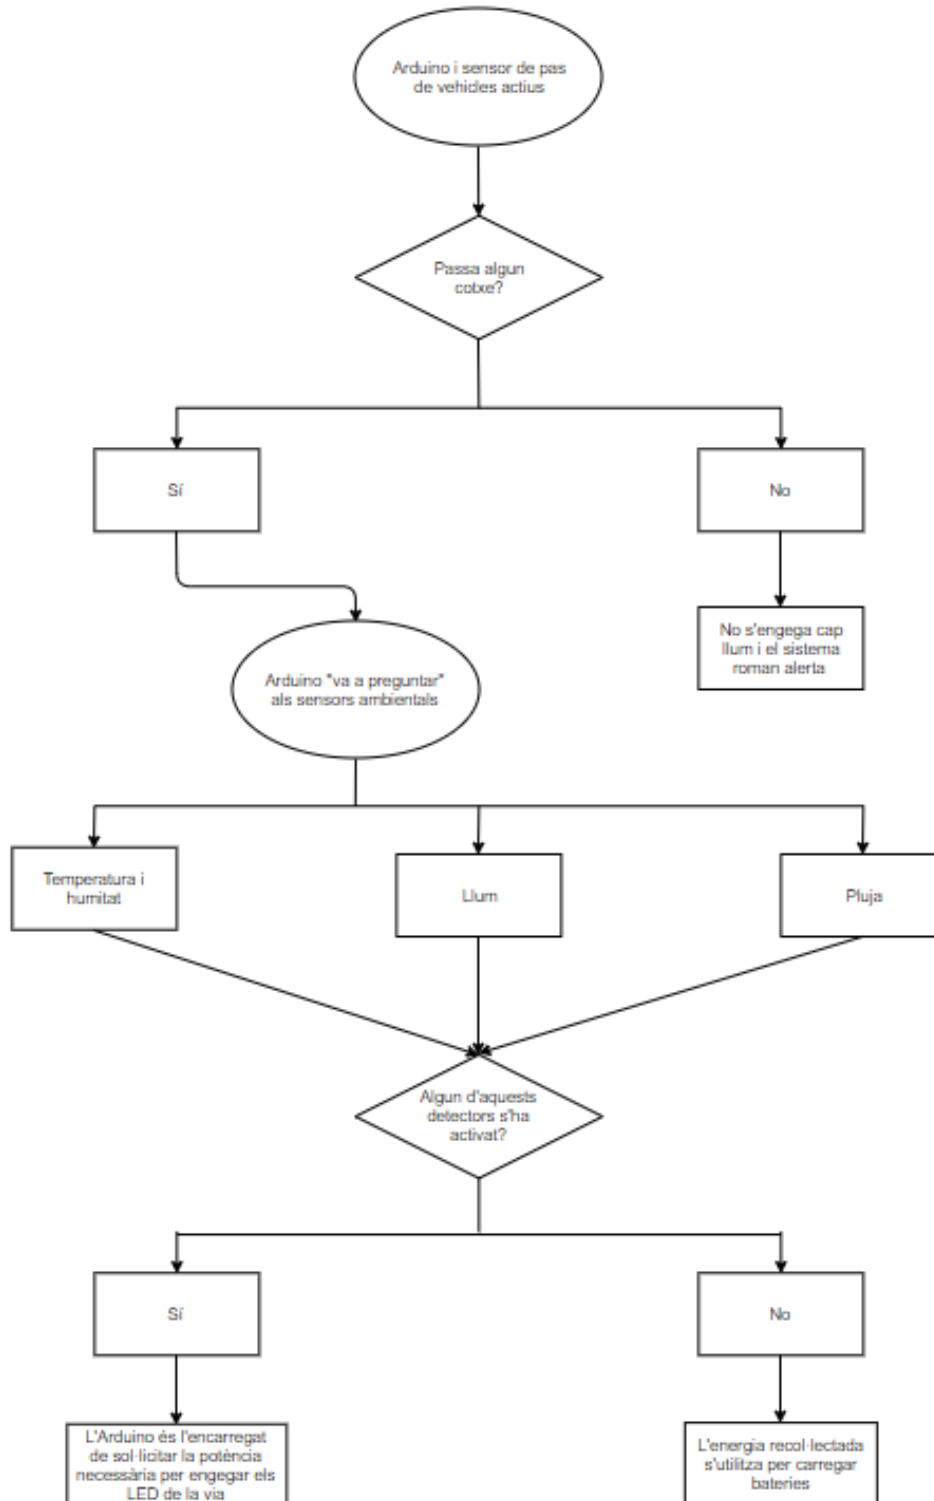 Arduino i sensor de pas
de vehicles actius
Passa algun
cotxe?
Sí
No
No s'engega cap
llum i el sistema
roman alerta
Arduino "va a preguntar"
als sensors ambientals
Temperatura i
humitat
Llum
Pluja
Algun d'aquests
detectors s'ha
activat?
Sí
No
L'Arduino és l'encarregat
de sol·licitar la potència
necessària per engegar els
LED de la via
L'energia recol·lectada
s'utilitza per carregar
bateries